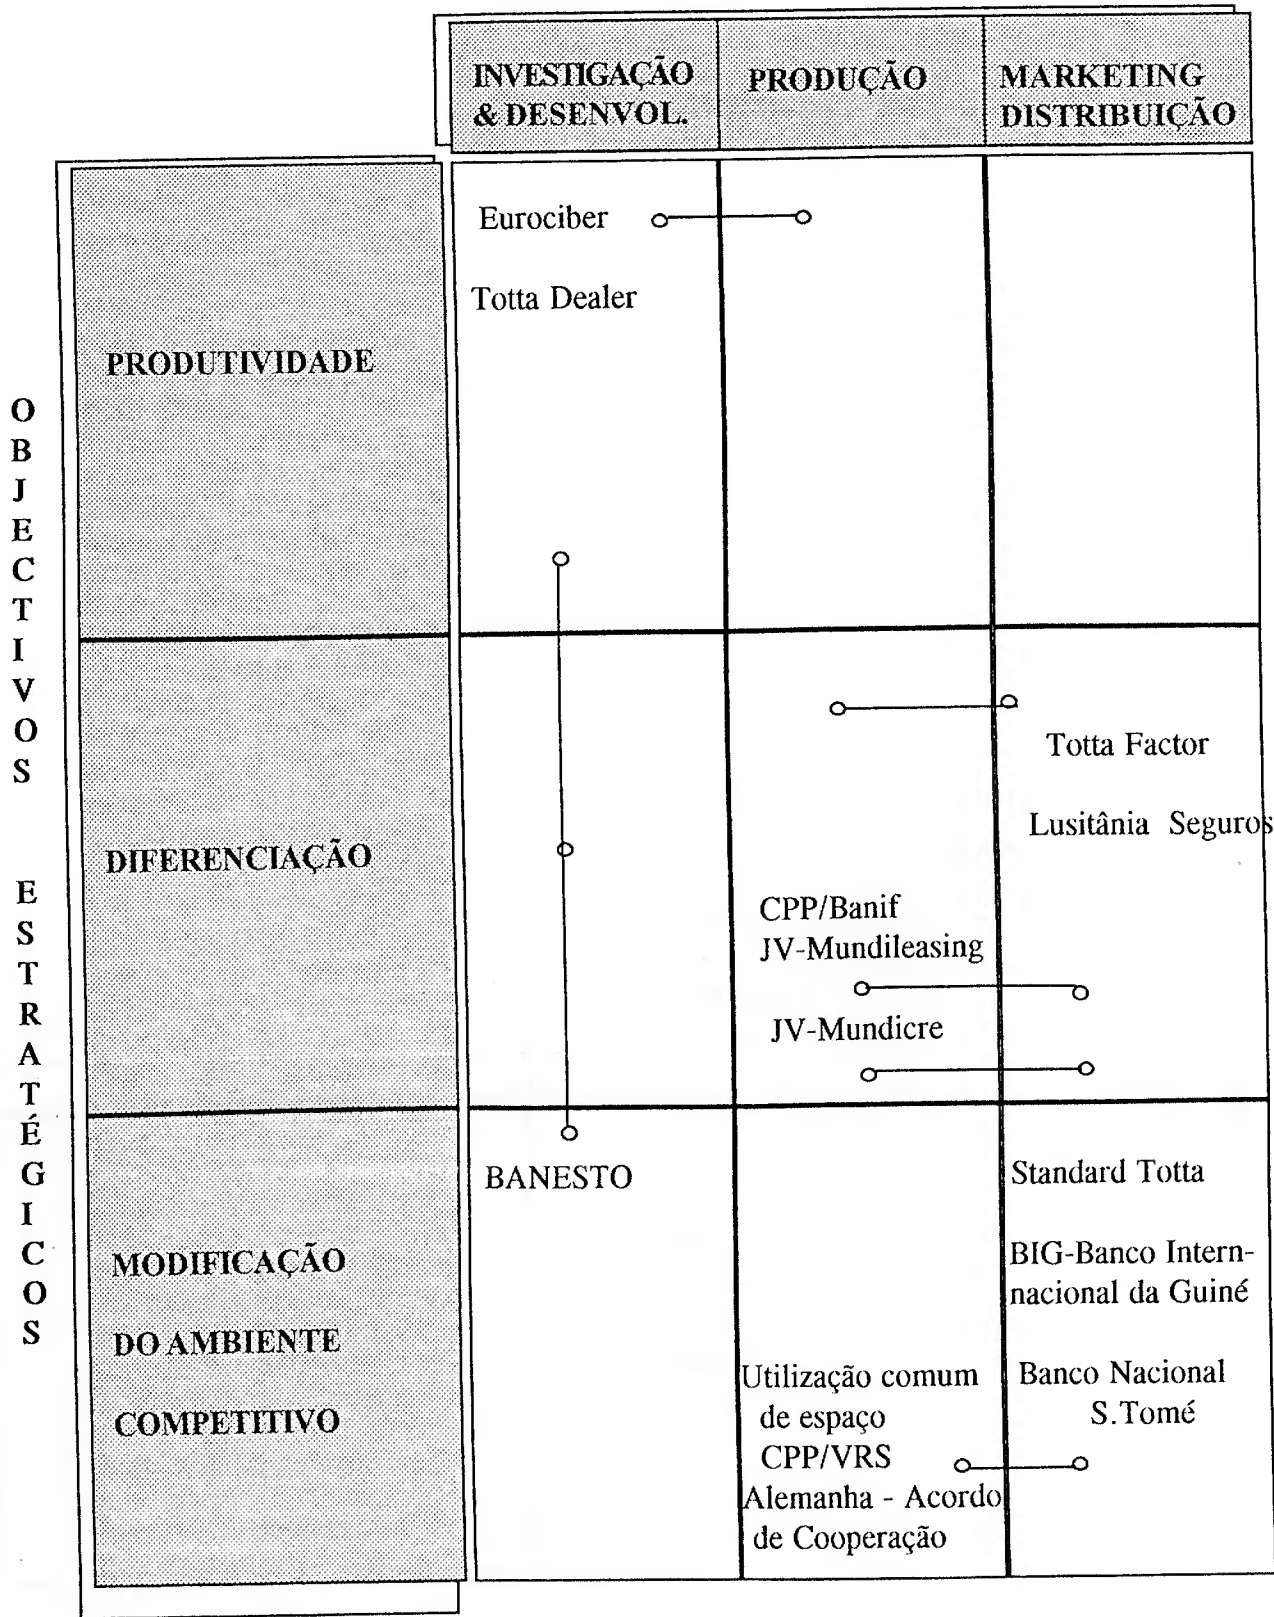 INVESTIGAÇÃO
& DESENVOL.
PRODUÇÃO
MARKETING
DISTRIBUIÇÃO
OBJECTIVOS ESTRATÉGICOS
PRODUTIVIDADE
Eurociber
Totta Dealer
DIFERENCIAÇÃO
CPP/Banif
JV-Mundileasing
JV-Mundicre
Totta Factor
Lusitânia Seguros
MODIFICAÇÃO
DO AMBIENTE
COMPETITIVO
BANESTO
Utilização comum
de espaço
CPP/VRS
Alemanha - Acordo
de Cooperação
Standard Totta
BIG-Banco Intern-
nacional da Guiné
Banco Nacional
S.Tomé